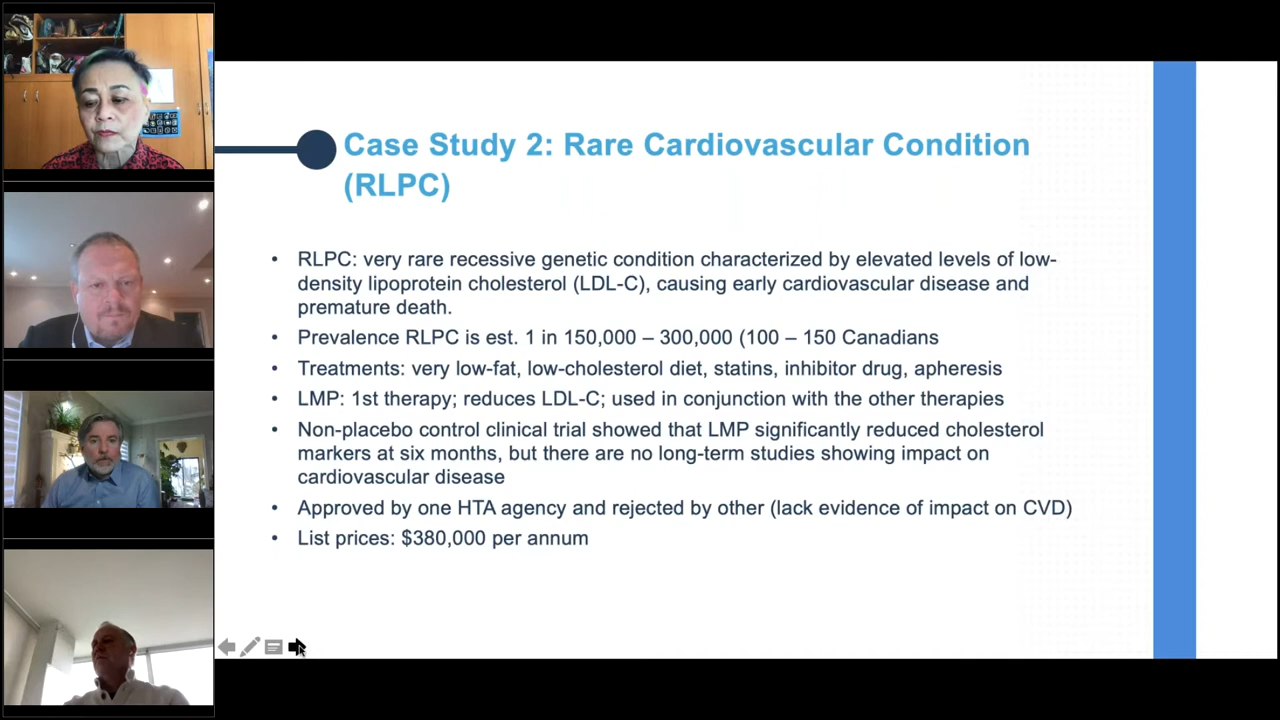 Case Study 2: Rare Cardiovascular Condition
(RLPC)
• RLPC: very rare recessive genetic condition characterized by elevated levels of low-
density lipoprotein cholesterol (LDL-C), causing early cardiovascular disease and
premature death.
• Prevalence RLPC is est. 1 in 150,000 – 300,000 (100 – 150 Canadians
• Treatments: very low-fat, low-cholesterol diet, statins, inhibitor drug, apheresis
• LMP: 1st therapy; reduces LDL-C; used in conjunction with the other therapies
• Non-placebo control clinical trial showed that LMP significantly reduced cholesterol
markers at six months, but there are no long-term studies showing impact on
cardiovascular disease
• Approved by one HTA agency and rejected by other (lack evidence of impact on CVD)
• List prices: $380,000 per annum